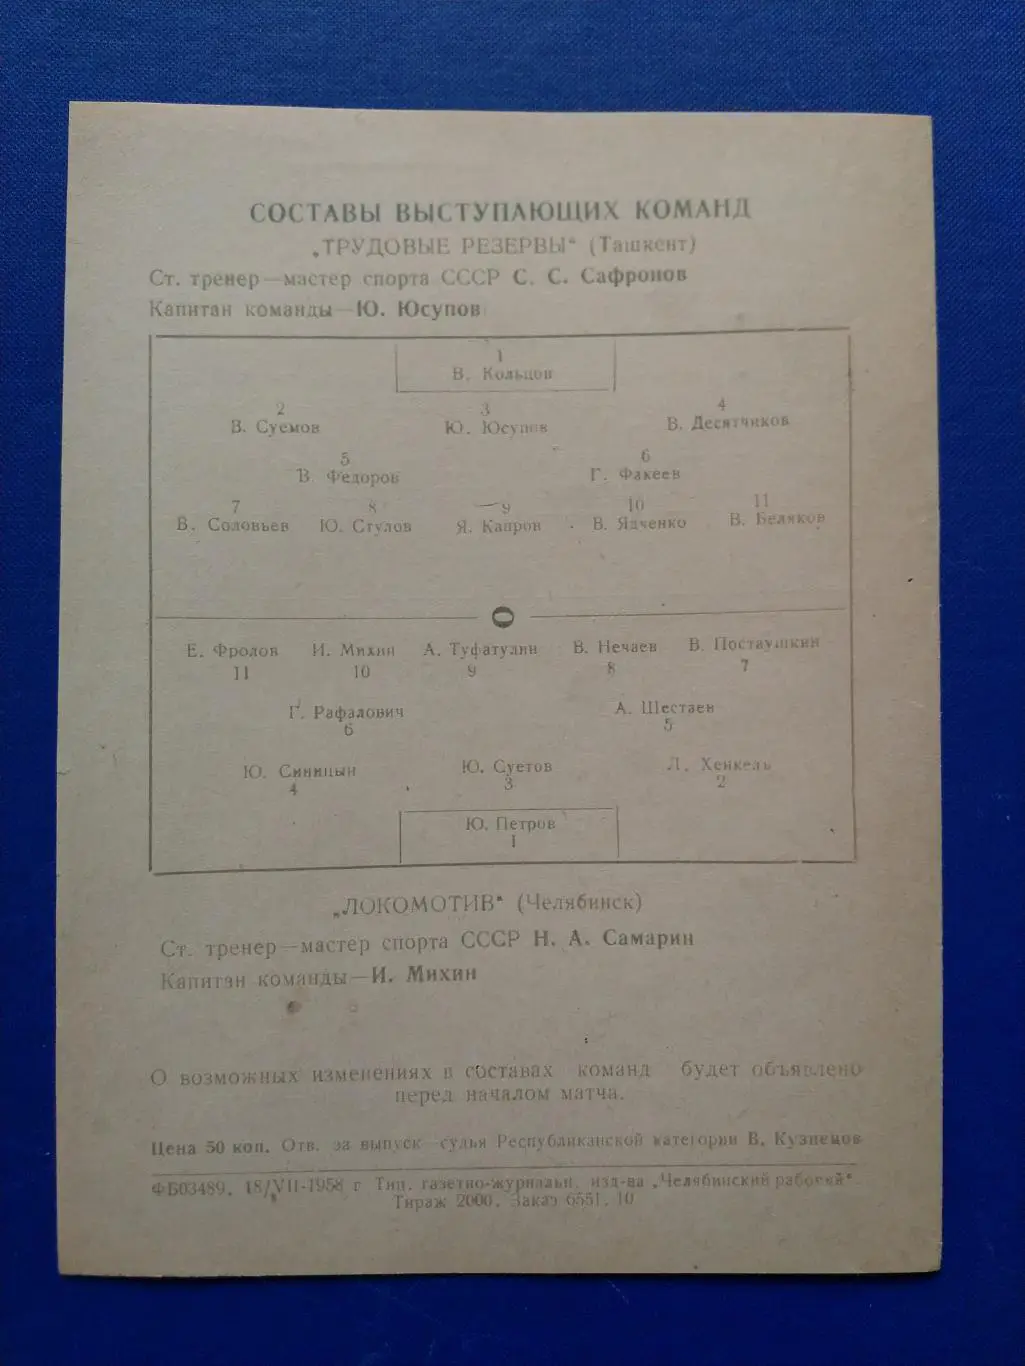 СОСТАВЫ ВЫСТУПАЮЩИХ КОМАНД
„ТРУДОВЫЕ РЕЗЕРВЫ“ (Ташкент)
Ст. тренер—мастер спорта СССР С. С. Сафронов
Капитан команды—Ю. Юсупов
1
В. Кольцов
2 3 4
В. Суемов Ю. Юсупов В. Десятчиков
5 6
В. Федоров Г. Факеев
7 8 9 10 11
В. Соловьев Ю. Стулов Я. Капров В. Ядченко В. Беляков
Е. Фролов И. Михин А. Туфатулин В. Нечаев В. Постаушкин
11 10 9 8 7
Г. Рафалович А. Шестаев
6 5
Ю. Синицын Ю. Суетов Л. Хенкель
4 3 2
Ю. Петров
1
„ЛОКОМОТИВ“ (Челябинск)
Ст. тренер—мастер спорта СССР Н. А. Самарин
Капитан команды—И. Михин
О возможных изменениях в составах команд будет объявлено
перед началом матча.
Цена 50 коп. Отв. за выпуск—судья Республиканской категории В. Кузнецов
ФБ03489. 18/VII-1958 г Тип. газетно-журнальн. изд-ва „Челябинский рабочий“
Тираж 2000. Заказ 6551. 10